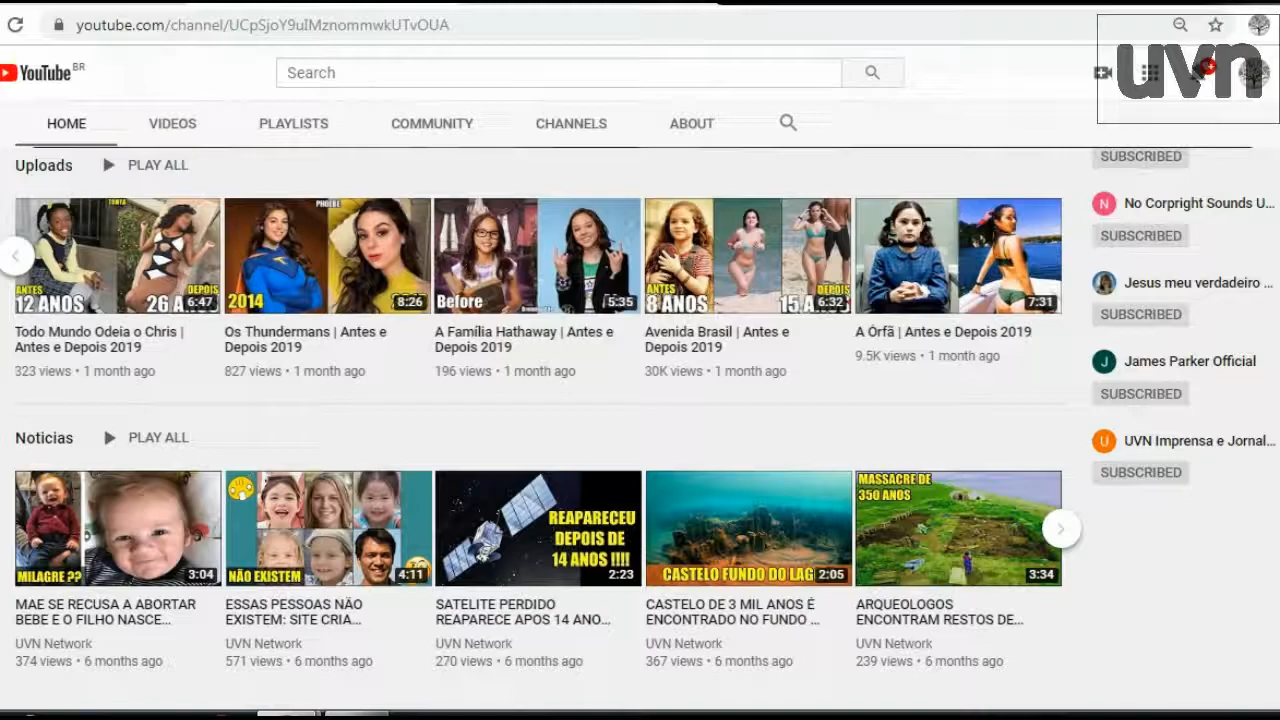 youtube.com/channel/UCpSjoY9uIMznommwkUTvOUA
YouTube BR
Search
uvn
HOME VIDEOS PLAYLISTS COMMUNITY CHANNELS ABOUT
SUBSCRIBED
Uploads PLAY ALL
TONTA
ANTES
12 ANOS
DEPOIS
26 A
6:47
PHOEBE
2014
8:26
Before
5:35
ANTES
8 ANOS
DEPOIS
15 A
6:32
7:31
Todo Mundo Odeia o Chris |
Antes e Depois 2019
323 views • 1 month ago
Os Thundermans | Antes e
Depois 2019
827 views • 1 month ago
A Família Hathaway | Antes e
Depois 2019
196 views • 1 month ago
Avenida Brasil | Antes e
Depois 2019
30K views • 1 month ago
A Órfã | Antes e Depois 2019
9.5K views • 1 month ago
N No Corpright Sounds U...
SUBSCRIBED
Jesus meu verdadeiro ...
SUBSCRIBED
J James Parker Official
SUBSCRIBED
U UVN Imprensa e Jornal...
SUBSCRIBED
Noticias PLAY ALL
MILAGRE ??
3:04
NÃO EXISTEM
4:11
REAPARECEU
DEPOIS DE
14 ANOS !!!!
2:23
CASTELO FUNDO DO LAG
2:05
MASSACRE DE
350 ANOS
3:34
MAE SE RECUSA A ABORTAR
BEBE E O FILHO NASCE...
UVN Network
374 views • 6 months ago
ESSAS PESSOAS NÃO
EXISTEM: SITE CRIA...
UVN Network
571 views • 6 months ago
SATELITE PERDIDO
REAPARECE APOS 14 ANO...
UVN Network
270 views • 6 months ago
CASTELO DE 3 MIL ANOS É
ENCONTRADO NO FUNDO ...
UVN Network
367 views • 6 months ago
ARQUEOLOGOS
ENCONTRAM RESTOS DE...
UVN Network
239 views • 6 months ago